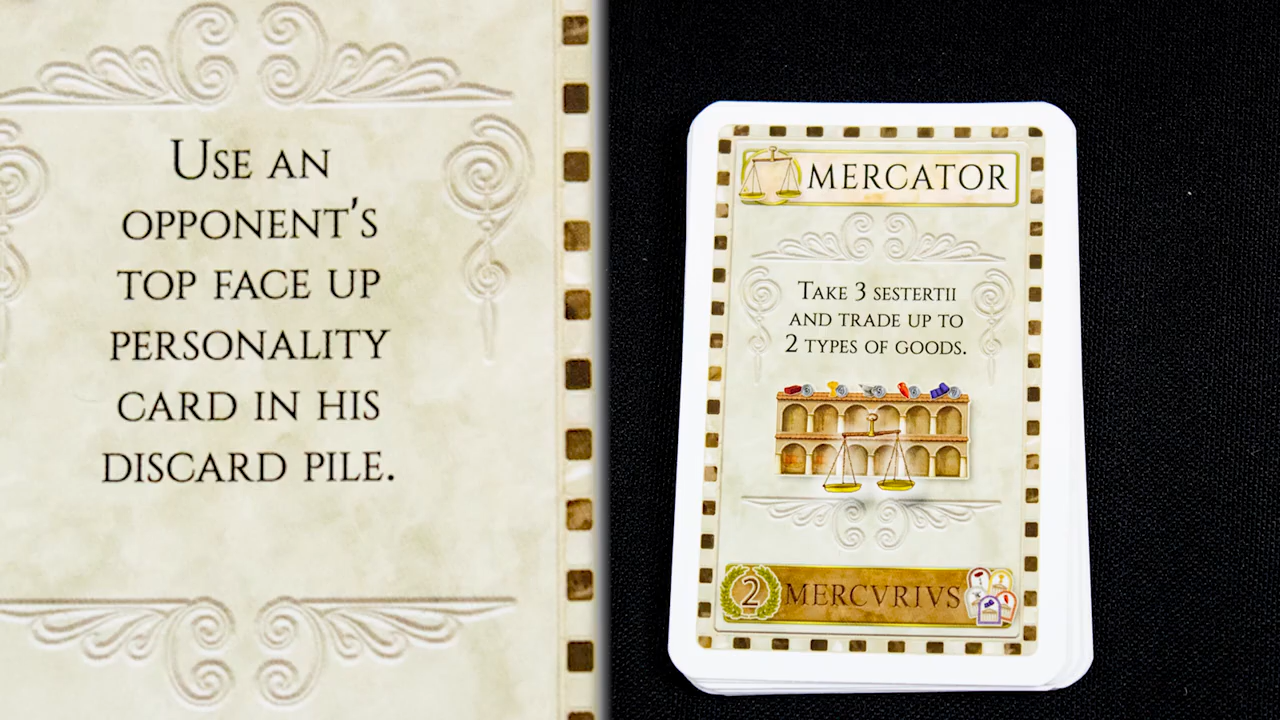 Use an
opponent's
top face up
personality
card in his
discard pile.
MERCATOR
Take 3 sestertii
and trade up to
2 types of goods.
2 MERCVRIVS